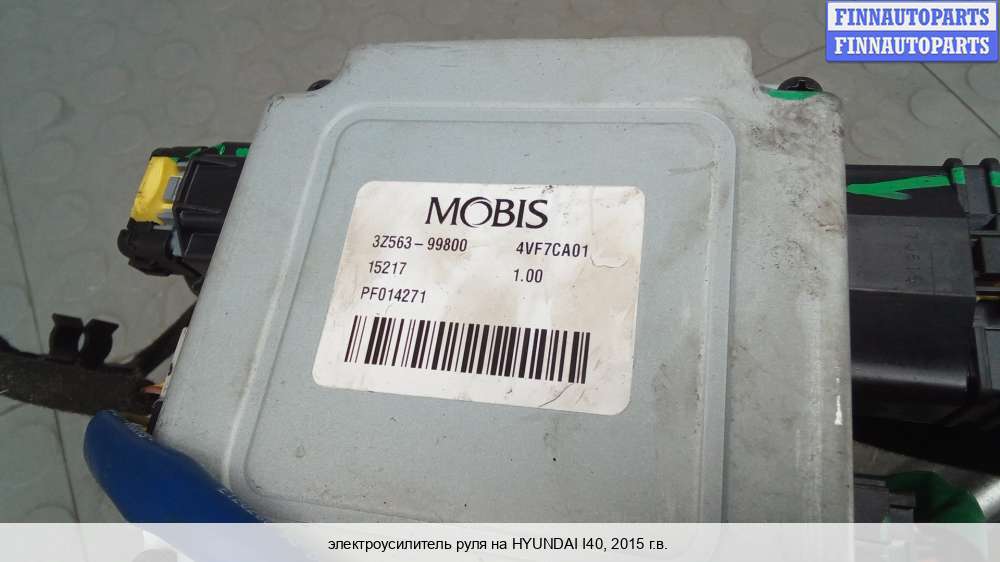 FINNAUTOPARTS
FINNAUTOPARTS
MOBIS
3Z563-99800 4VF7CA01
15217 1.00
PF014271
электроусилитель руля на HYUNDAI I40, 2015 г.в.